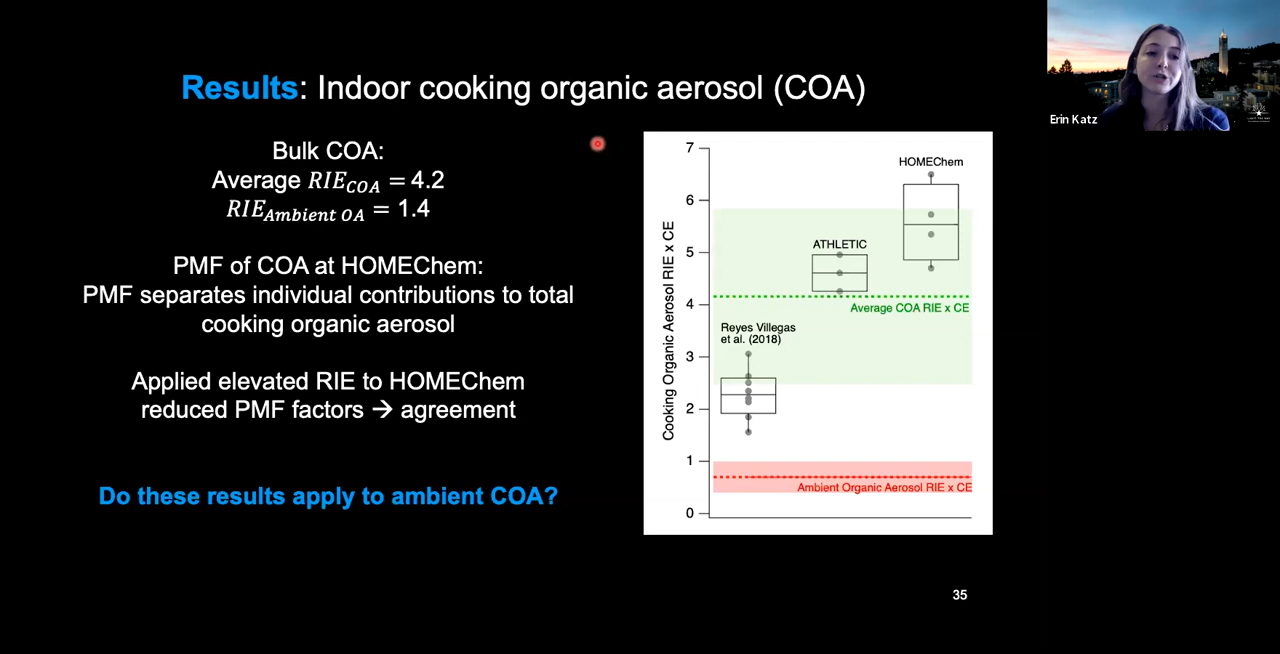 Results: Indoor cooking organic aerosol (COA)
Erin Katz
Bulk COA:
Average RIE_COA = 4.2
RIE_Ambient OA = 1.4
PMF of COA at HOMEChem:
PMF separates individual contributions to total
cooking organic aerosol
Applied elevated RIE to HOMEChem
reduced PMF factors → agreement
Do these results apply to ambient COA?
Cooking Organic Aerosol RIE x CE
7
6
5
4
3
2
1
0
HOMEChem
ATHLETIC
Average COA RIE x CE
Reyes Villegas
et al. (2018)
Ambient Organic Aerosol RIE x CE
35